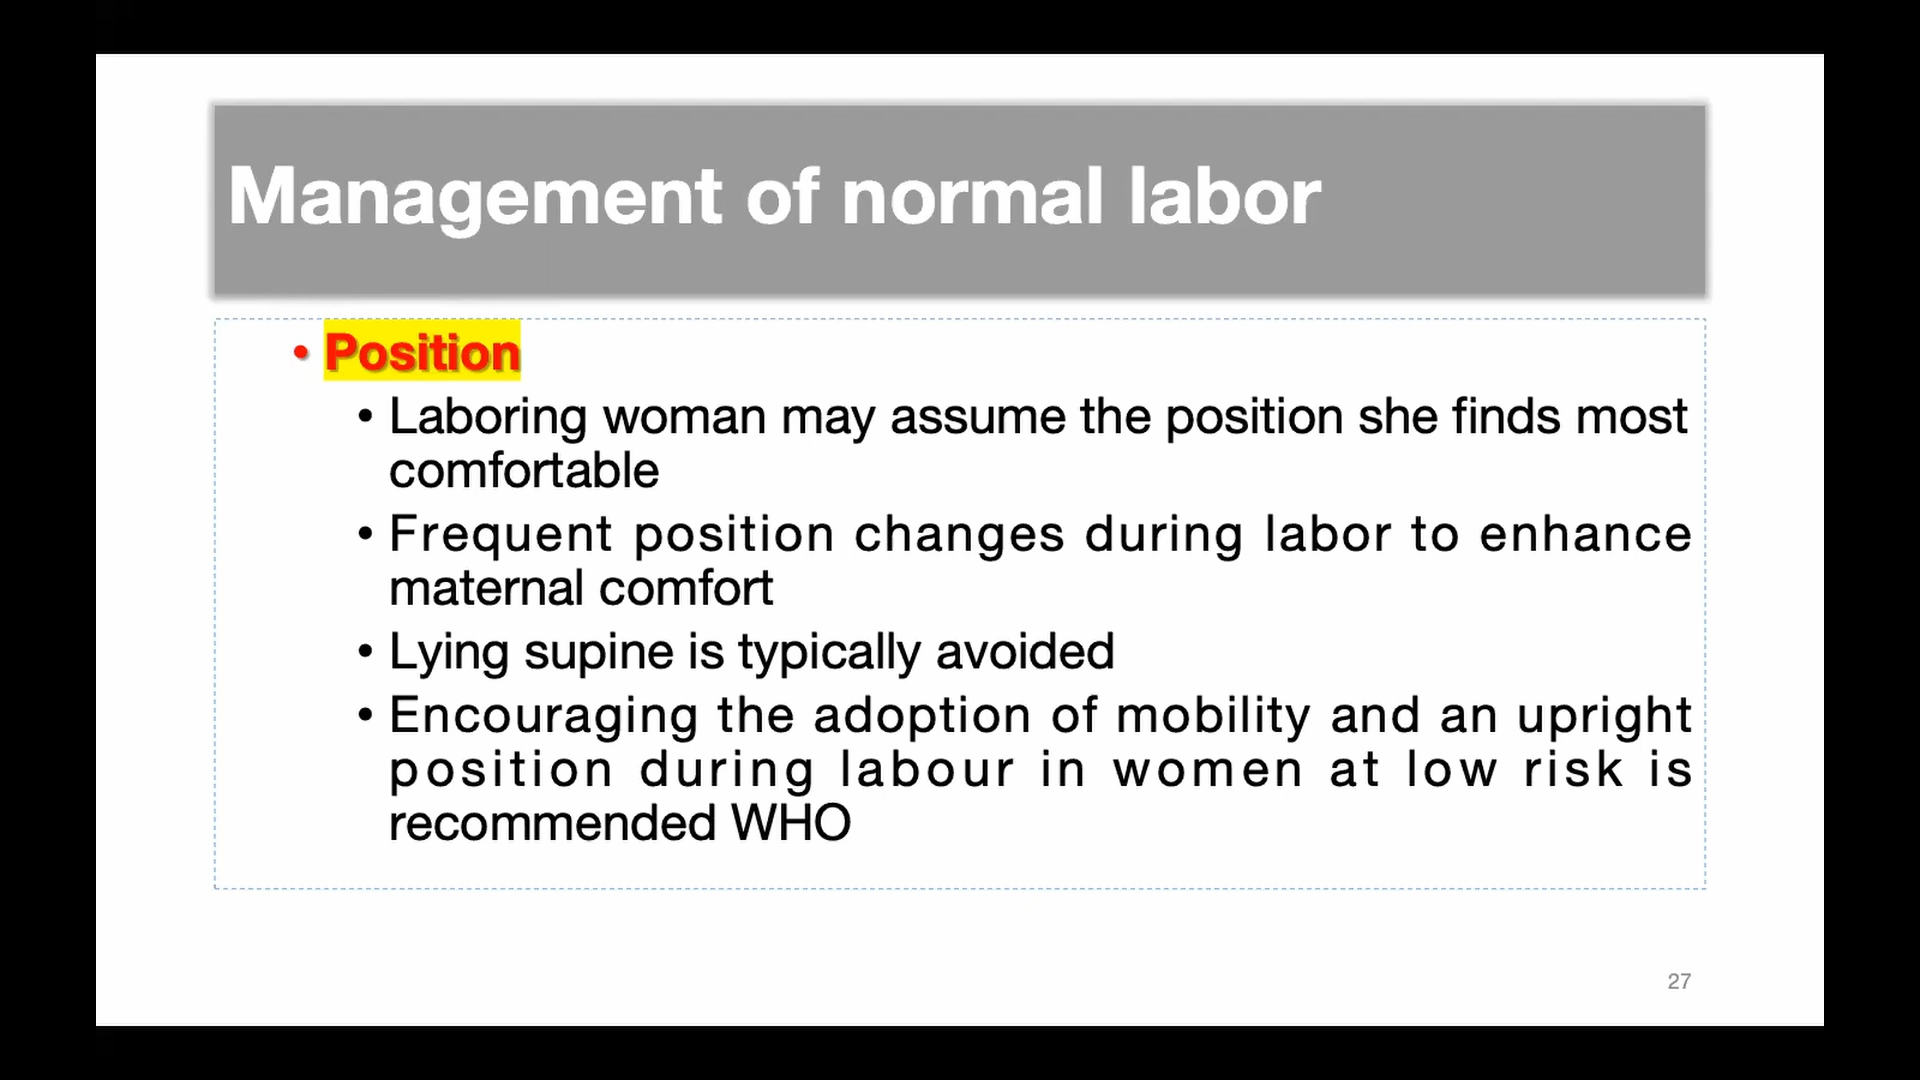 Management of normal labor
• Position
• Laboring woman may assume the position she finds most
comfortable
• Frequent position changes during labor to enhance
maternal comfort
• Lying supine is typically avoided
• Encouraging the adoption of mobility and an upright
position during labour in women at low risk is
recommended WHO
27